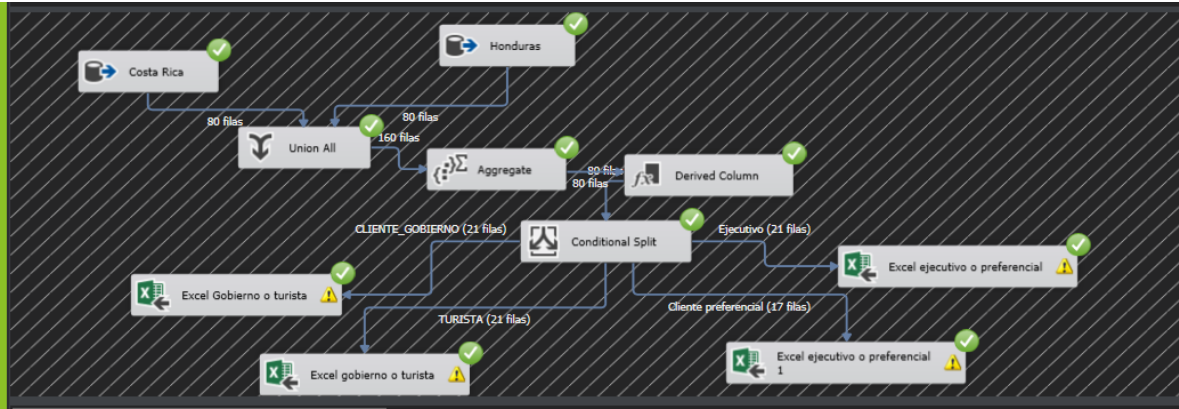 Honduras
Costa Rica
80 filas
80 filas
Union All
160 filas
Aggregate
80 filas
80 filas
Derived Column
CLIENTE_GOBIERNO (21 filas)
Conditional Split
Ejecutivo (21 filas)
Excel ejecutivo o preferencial
Excel Gobierno o turista
Cliente preferencial (17 filas)
TURISTA (21 filas)
Excel ejecutivo o preferencial
1
Excel gobierno o turista